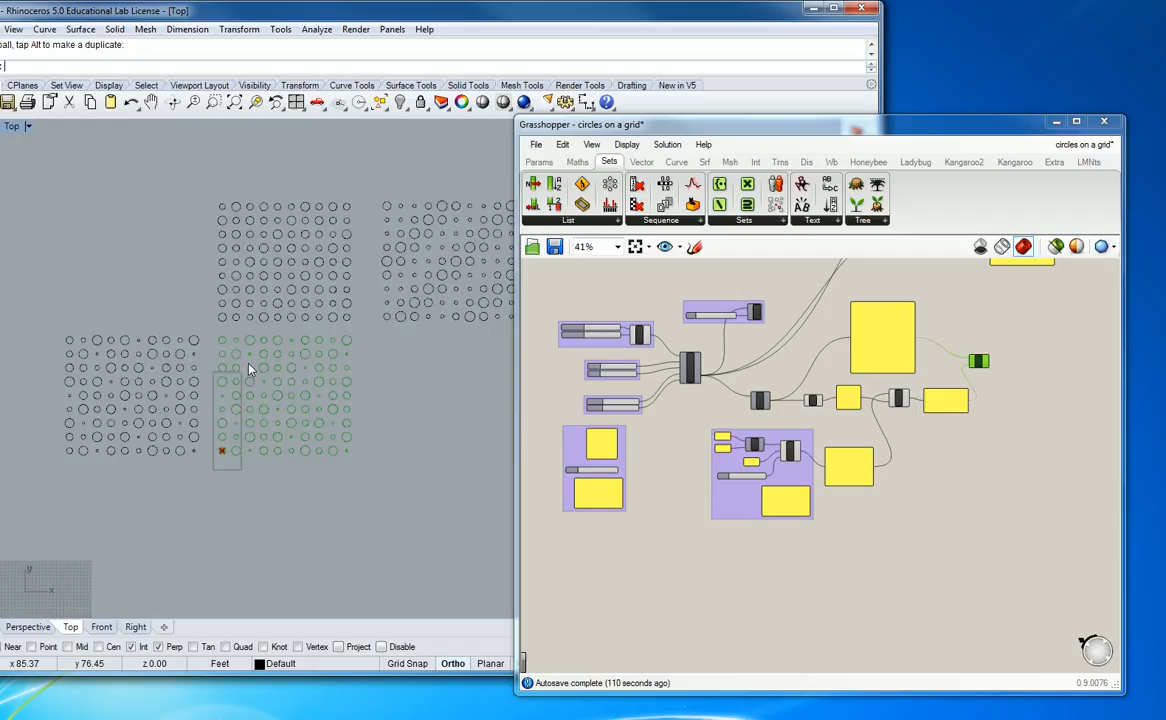 Rhinoceros 5.0 Educational Lab License - [Top]
View Curve Surface Solid Mesh Dimension Transform Tools Analyze Render Panels Help
ball, tap Alt to make a duplicate:
CPlanes Set View Display Select Viewport Layout Visibility Transform Curve Tools Surface Tools Solid Tools Mesh Tools Render Tools Drafting New in V5
Top
Grasshopper - circles on a grid*
File Edit View Display Solution Help circles on a grid*
Params Maths Sets Vector Curve Srf Msh Int Trns Dis Wb Honeybee Ladybug Kangaroo2 Kangaroo Extra LMNts
List Sequence Sets Text Tree
41%
y
x
Perspective Top Front Right
Near Point Mid Cen Int Perp Tan Quad Knot Vertex Project Disable
x 85.37 y 76.45 z 0.00 Feet Default Grid Snap Ortho Planar
Autosave complete (110 seconds ago) 0.9.0076